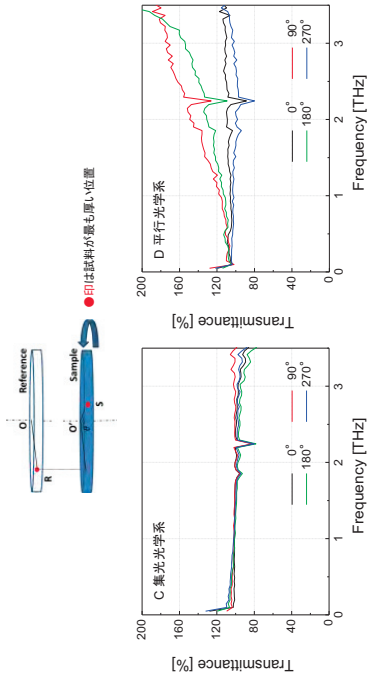 Reference
O
R
Sample
O'
θ
S
●印は試料が最も厚い位置
C 集光光学系
Transmittance [%]
200
160
120
80
40
0
1
2
3
Frequency [THz]
0°
90°
180°
270°
D 平行光学系
Transmittance [%]
200
160
120
80
40
0
1
2
3
Frequency [THz]
0°
90°
180°
270°